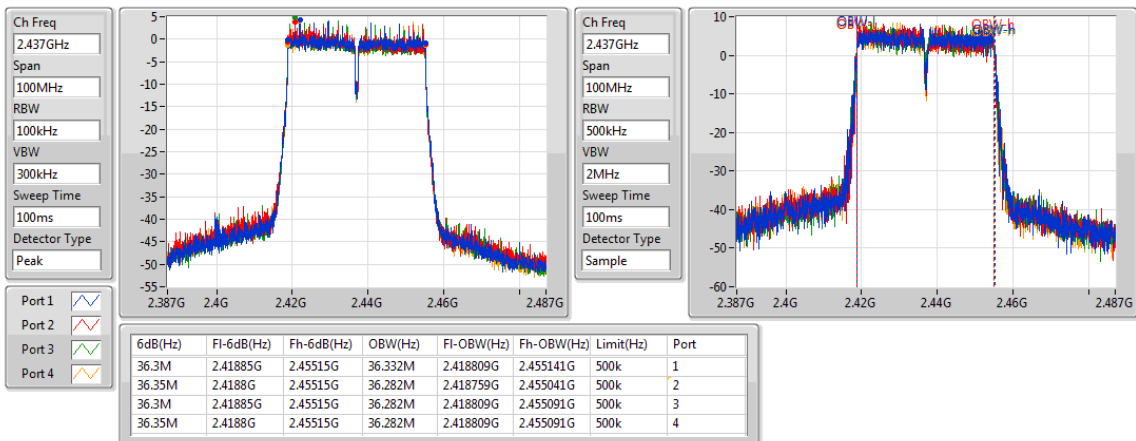 Ch Freq
2.437GHz
Span
100MHz
RBW
100kHz
VBW
300kHz
Sweep Time
100ms
Detector Type
Peak
5
0
-5
-10
-15
-20
-25
-30
-35
-40
-45
-50
-55
2.387G 2.4G 2.42G 2.44G 2.46G 2.487G
Ch Freq
2.437GHz
Span
100MHz
RBW
500kHz
VBW
2MHz
Sweep Time
100ms
Detector Type
Sample
10
0
-10
-20
-30
-40
-50
-60
OBW-h
2.387G 2.4G 2.42G 2.44G 2.46G 2.487G
Port 1
Port 2
Port 3
Port 4
6dB(Hz) Fl-6dB(Hz) Fh-6dB(Hz) OBW(Hz) Fl-OBW(Hz) Fh-OBW(Hz) Limit(Hz) Port
36.3M 2.41885G 2.45515G 36.332M 2.418809G 2.455141G 500k 1
36.35M 2.4188G 2.45515G 36.282M 2.418759G 2.455041G 500k 2
36.3M 2.41885G 2.45515G 36.282M 2.418809G 2.455091G 500k 3
36.35M 2.4188G 2.45515G 36.282M 2.418809G 2.455091G 500k 4